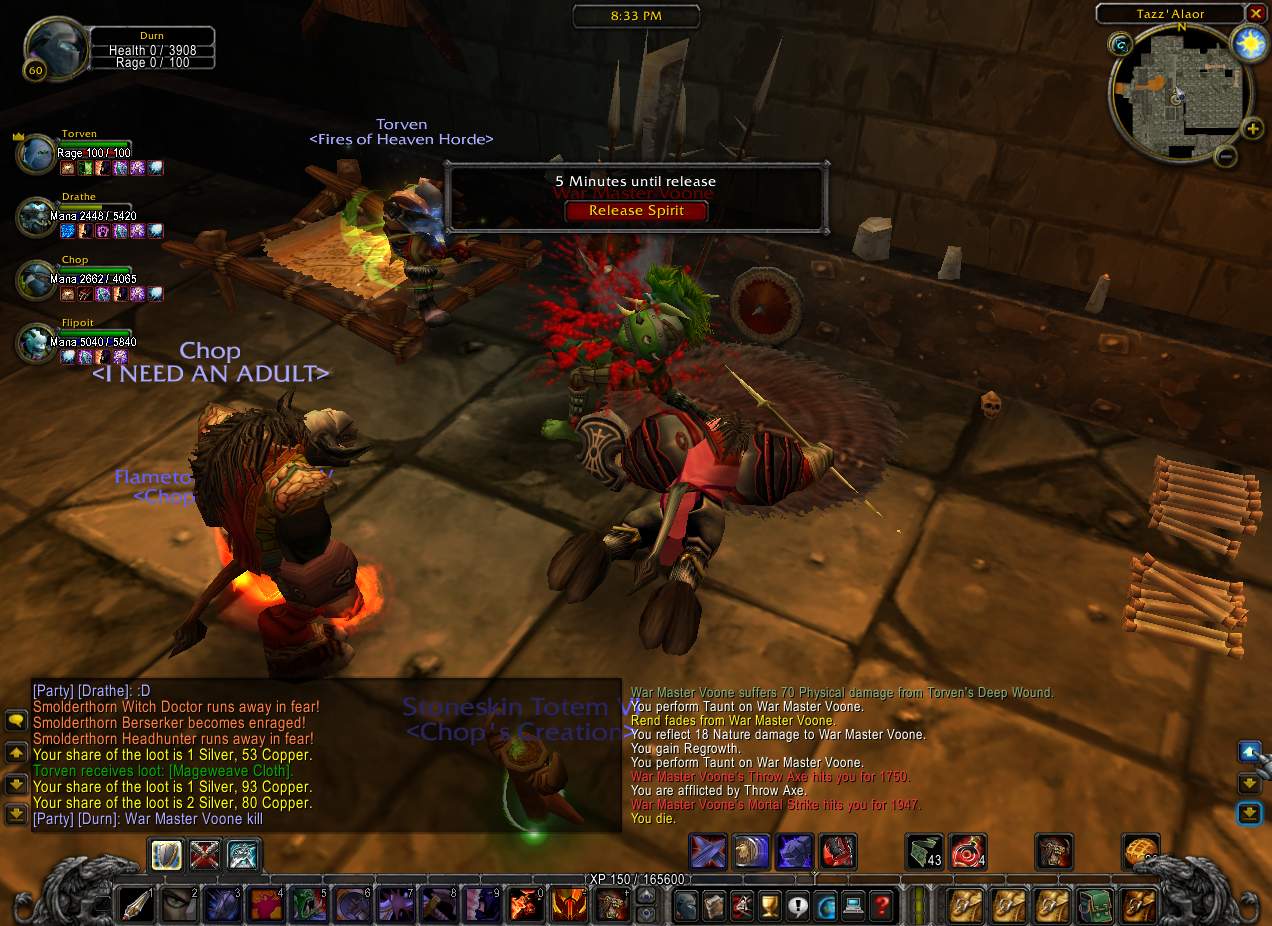 8:33 PM
Tazz'Alaor
N
Durn
Health 0 / 3908
Rage 0 / 100
60
Torven
Rage 100 / 100
Torven
<Fires of Heaven Horde>
5 Minutes until release
War Master Voone
Release Spirit
Drathe
Mana 2448 / 5420
Chop
Mana 2662 / 4065
Flipoit
Mana 5040 / 5840
Chop
<I NEED AN ADULT>
Flameto
<Chop
Stoneskin Totem VI
<Chop's Creation>
[Party] [Drathe]: :D
Smolderthorn Witch Doctor runs away in fear!
Smolderthorn Berserker becomes enraged!
Smolderthorn Headhunter runs away in fear!
Your share of the loot is 1 Silver, 53 Copper.
Torven receives loot: [Mageweave Cloth].
Your share of the loot is 1 Silver, 93 Copper.
Your share of the loot is 2 Silver, 80 Copper.
[Party] [Durn]: War Master Voone kill
War Master Voone suffers 70 Physical damage from Torven's Deep Wound.
You perform Taunt on War Master Voone.
Rend fades from War Master Voone.
You reflect 18 Nature damage to War Master Voone.
You gain Regrowth.
You perform Taunt on War Master Voone.
War Master Voone's Throw Axe hits you for 1750.
You are afflicted by Throw Axe.
War Master Voone's Mortal Strike hits you for 1947.
You die.
43
4
XP 150 / 165600
1 2 3 4 5 6 7 8 9 0 - +